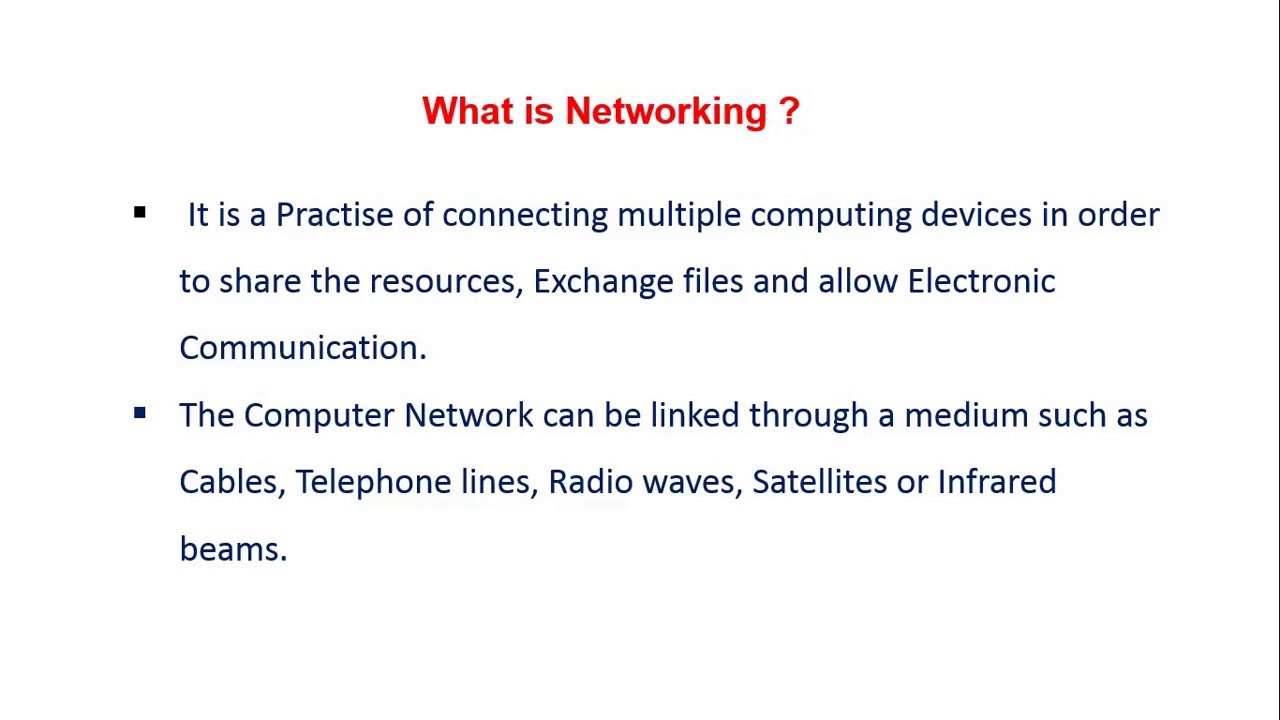 What is Networking ?
▪ It is a Practise of connecting multiple computing devices in order
to share the resources, Exchange files and allow Electronic
Communication.
▪ The Computer Network can be linked through a medium such as
Cables, Telephone lines, Radio waves, Satellites or Infrared
beams.